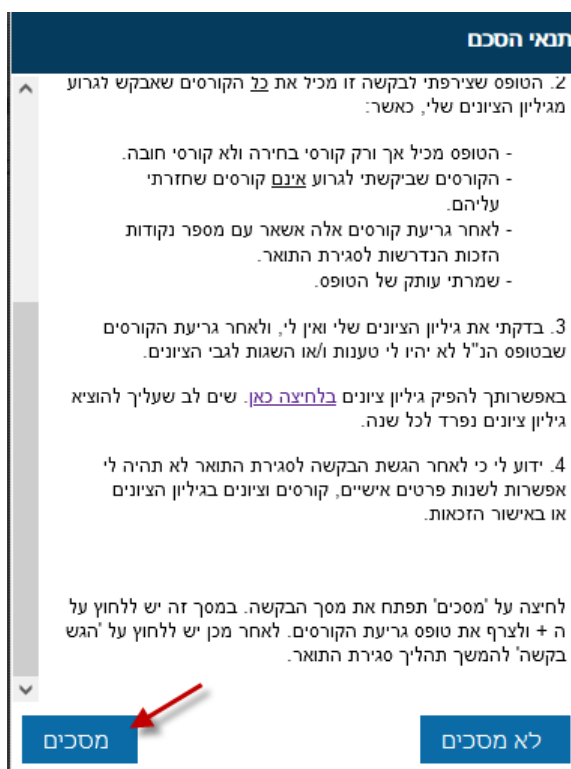 תנאי הסכם
2. הטופס שצירפתי לבקשה זו מכיל את כל הקורסים שאבקש לגרוע
מגיליון הציונים שלי, כאשר:
- הטופס מכיל אך ורק קורסי בחירה ולא קורסי חובה.
- הקורסים שביקשתי לגרוע אינם קורסים שחזרתי
עליהם.
- לאחר גריעת קורסים אלה אשאר עם מספר נקודות
הזכות הנדרשות לסגירת התואר.
- שמרתי עותק של הטופס.
3. בדקתי את גיליון הציונים שלי ואין לי, ולאחר גריעת הקורסים
שבטופס הנ"ל לא יהיו לי טענות ו/או השגות לגבי הציונים.
באפשרותך להפיק גיליון ציונים בלחיצה כאן. שים לב שעליך להוציא
גיליון ציונים נפרד לכל שנה.
4. ידוע לי כי לאחר הגשת הבקשה לסגירת התואר לא תהיה לי
אפשרות לשנות פרטים אישיים, קורסים וציונים בגיליון הציונים
או באישור הזכאות.
לחיצה על 'מסכים' תפתח את מסך הבקשה. במסך זה יש ללחוץ על
ה + ולצרף את טופס גריעת הקורסים. לאחר מכן יש ללחוץ על 'הגש
בקשה' להמשך תהליך סגירת התואר.
לא מסכים
מסכים